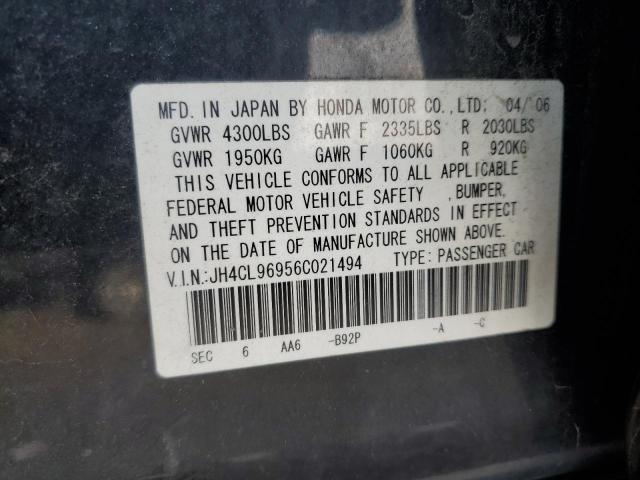 MFD. IN JAPAN BY HONDA MOTOR CO., LTD: 04/ 06
GVWR 4300LBS GAWR F 2335LBS R 2030LBS
GVWR 1950KG GAWR F 1060KG R 920KG
THIS VEHICLE CONFORMS TO ALL APPLICABLE
FEDERAL MOTOR VEHICLE SAFETY , BUMPER,
AND THEFT PREVENTION STANDARDS IN EFFECT
ON THE DATE OF MANUFACTURE SHOWN ABOVE.
V.I.N.:JH4CL96956C021494 TYPE: PASSENGER CAR
SEC 6 AA6 -B92P -A -C